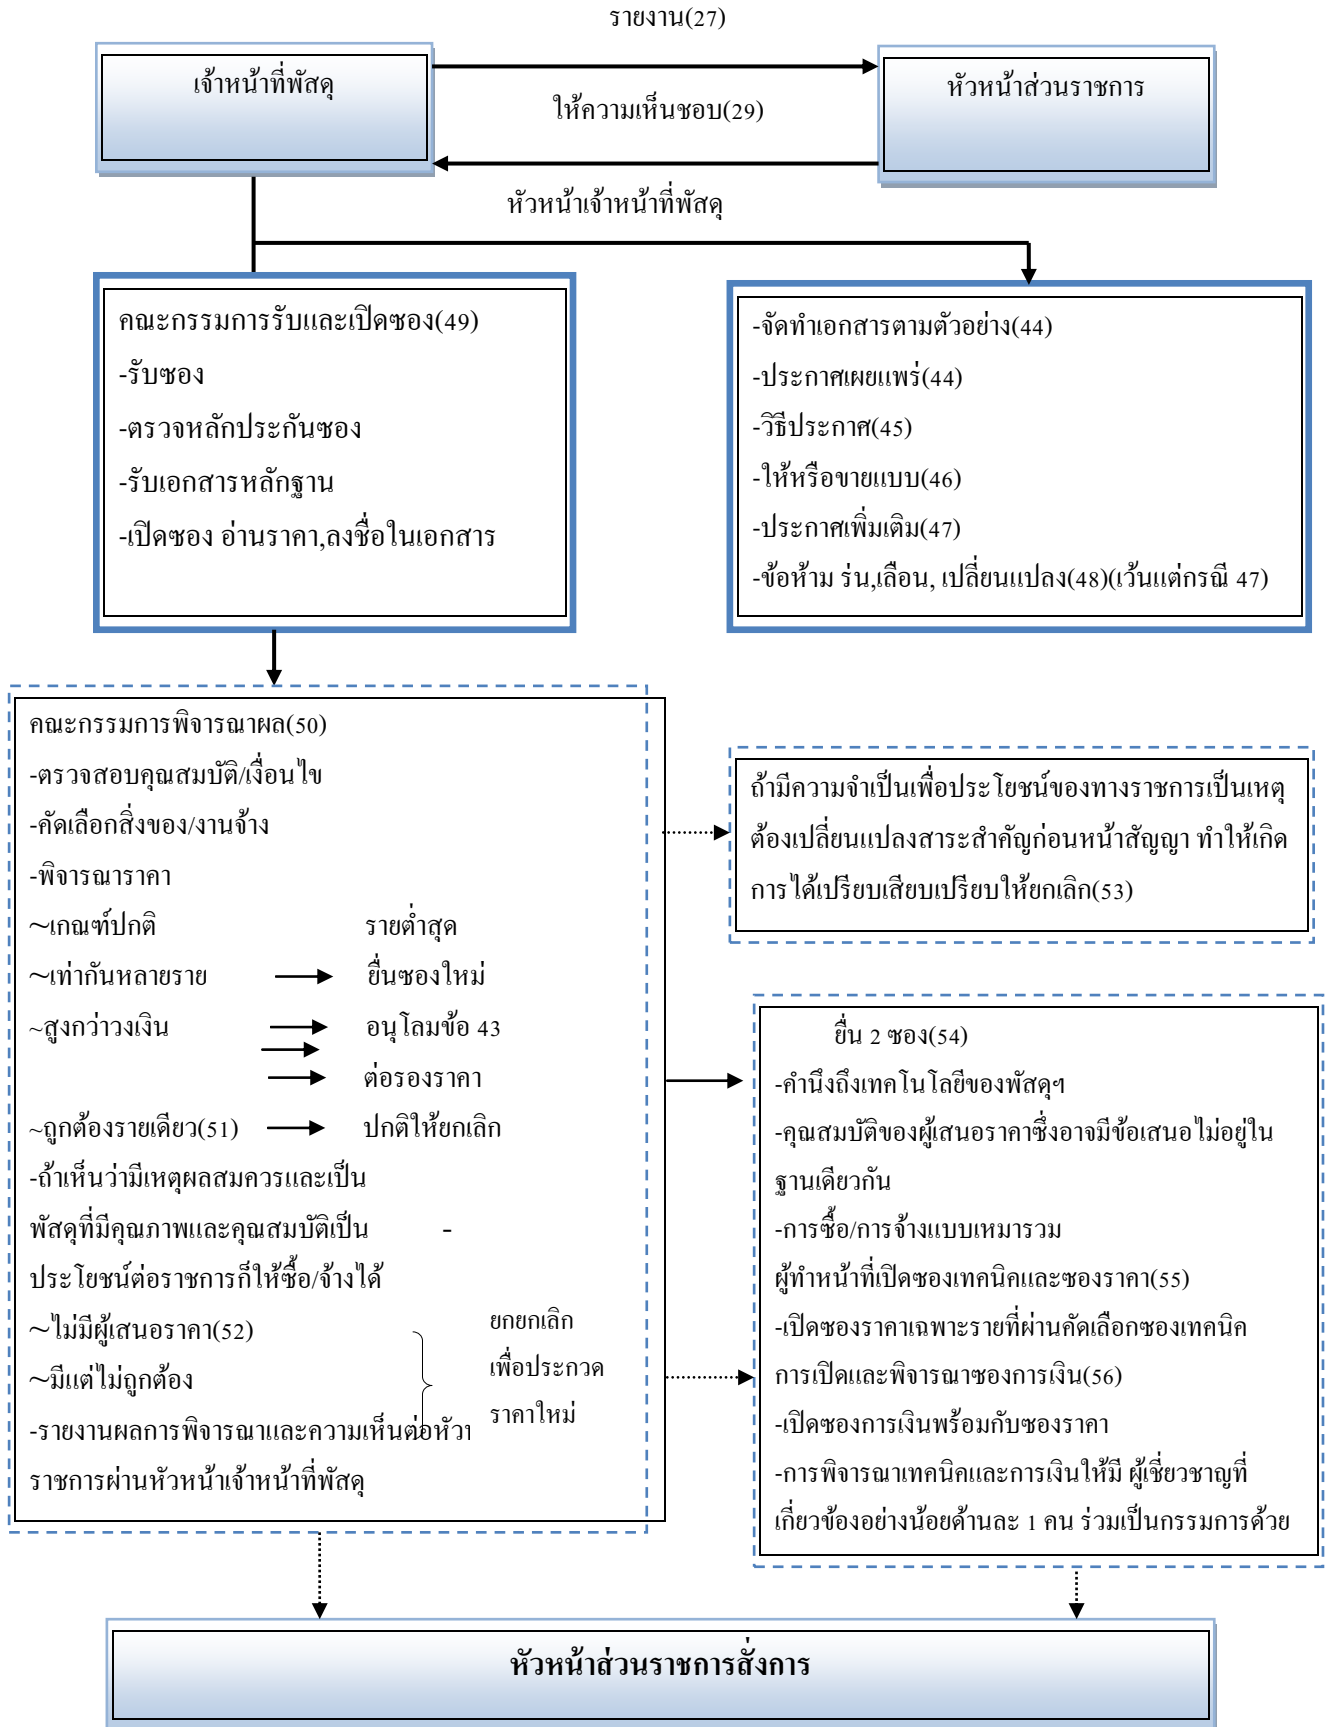 รายงาน(27)
เจ้าหน้าที่พัสดุ
หัวหน้าส่วนราชการ
ให้ความเห็นชอบ(29)
หัวหน้าเจ้าหน้าที่พัสดุ
คณะกรรมการรับและเปิดซอง(49)
-รับซอง
-ตรวจหลักประกันซอง
-รับเอกสารหลักฐาน
-เปิดซอง อ่านราคา,ลงชื่อในเอกสาร
-จัดทำเอกสารตามตัวอย่าง(44)
-ประกาศเผยแพร่(44)
-วิธีประกาศ(45)
-ให้หรือขายแบบ(46)
-ประกาศเพิ่มเติม(47)
-ข้อห้าม ร่น,เลือน, เปลี่ยนแปลง(48)(เว้นแต่กรณี 47)
คณะกรรมการพิจารณาผล(50)
-ตรวจสอบคุณสมบัติ/เงื่อนไข
-คัดเลือกสิ่งของ/งานจ้าง
-พิจารณาราคา
~เกณฑ์ปกติ รายต่ำสุด
~เท่ากันหลายราย ยื่นซองใหม่
~สูงกว่าวงเงิน อนุโลมข้อ 43
ต่อรองราคา
~ถูกต้องรายเดียว(51) ปกติให้ยกเลิก
-ถ้าเห็นว่ามีเหตุผลสมควรและเป็น
พัสดุที่มีคุณภาพและคุณสมบัติเป็น -
ประโยชน์ต่อราชการก็ให้ซื้อ/จ้างได้
~ไม่มีผู้เสนอราคา(52)
~มีแต่ไม่ถูกต้อง
-รายงานผลการพิจารณาและความเห็นต่อหัวา
ราชการผ่านหัวหน้าเจ้าหน้าที่พัสดุ
ยกยกเลิก
เพื่อประกวด
ราคาใหม่
ถ้ามีความจำเป็นเพื่อประโยชน์ของทางราชการเป็นเหตุ
ต้องเปลี่ยนแปลงสาระสำคัญก่อนหน้าสัญญา ทำให้เกิด
การได้เปรียบเสียบเปรียบให้ยกเลิก(53)
ยื่น 2 ซอง(54)
-คำนึงถึงเทคโนโลยีของพัสดุฯ
-คุณสมบัติของผู้เสนอราคาซึ่งอาจมีข้อเสนอไม่อยู่ใน
ฐานเดียวกัน
-การซื้อ/การจ้างแบบเหมารวม
ผู้ทำหน้าที่เปิดซองเทคนิคและซองราคา(55)
-เปิดซองราคาเฉพาะรายที่ผ่านคัดเลือกซองเทคนิค
การเปิดและพิจารณาซองการเงิน(56)
-เปิดซองการเงินพร้อมกับซองราคา
-การพิจารณาเทคนิคและการเงินให้มี ผู้เชี่ยวชาญที่
เกี่ยวข้องอย่างน้อยด้านละ 1 คน ร่วมเป็นกรรมการด้วย
หัวหน้าส่วนราชการสั่งการ